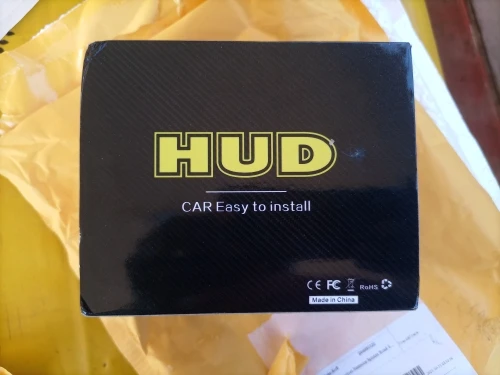 HUD
CAR Easy to install
CE FC RoHS
Made in China